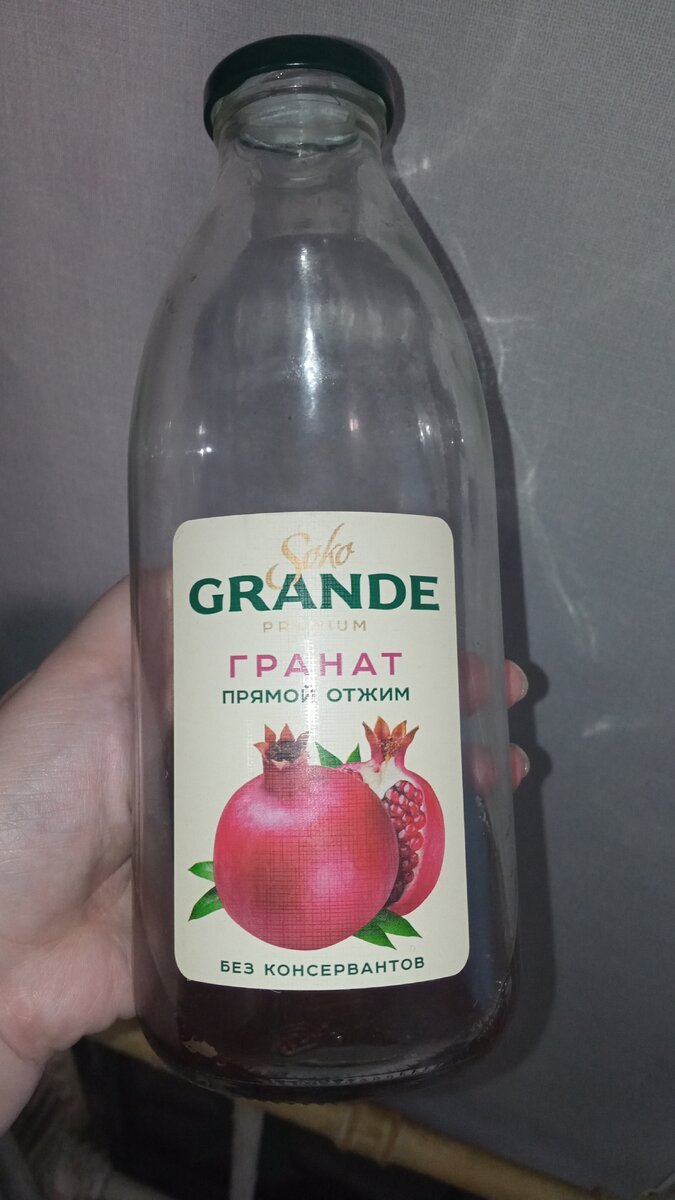 Soko
GRANDE
PREMIUM
ГРАНАТ
ПРЯМОЙ ОТЖИМ
БЕЗ КОНСЕРВАНТОВ